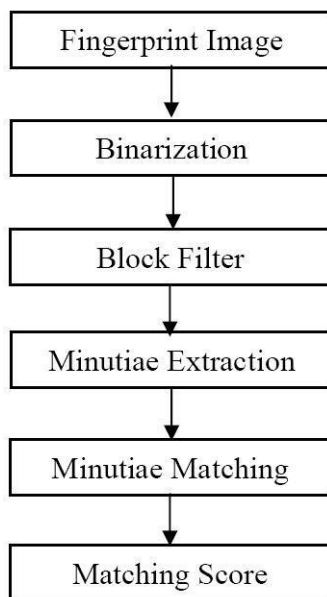 Fingerprint Image
Binarization
Block Filter
Minutiae Extraction
Minutiae Matching
Matching Score